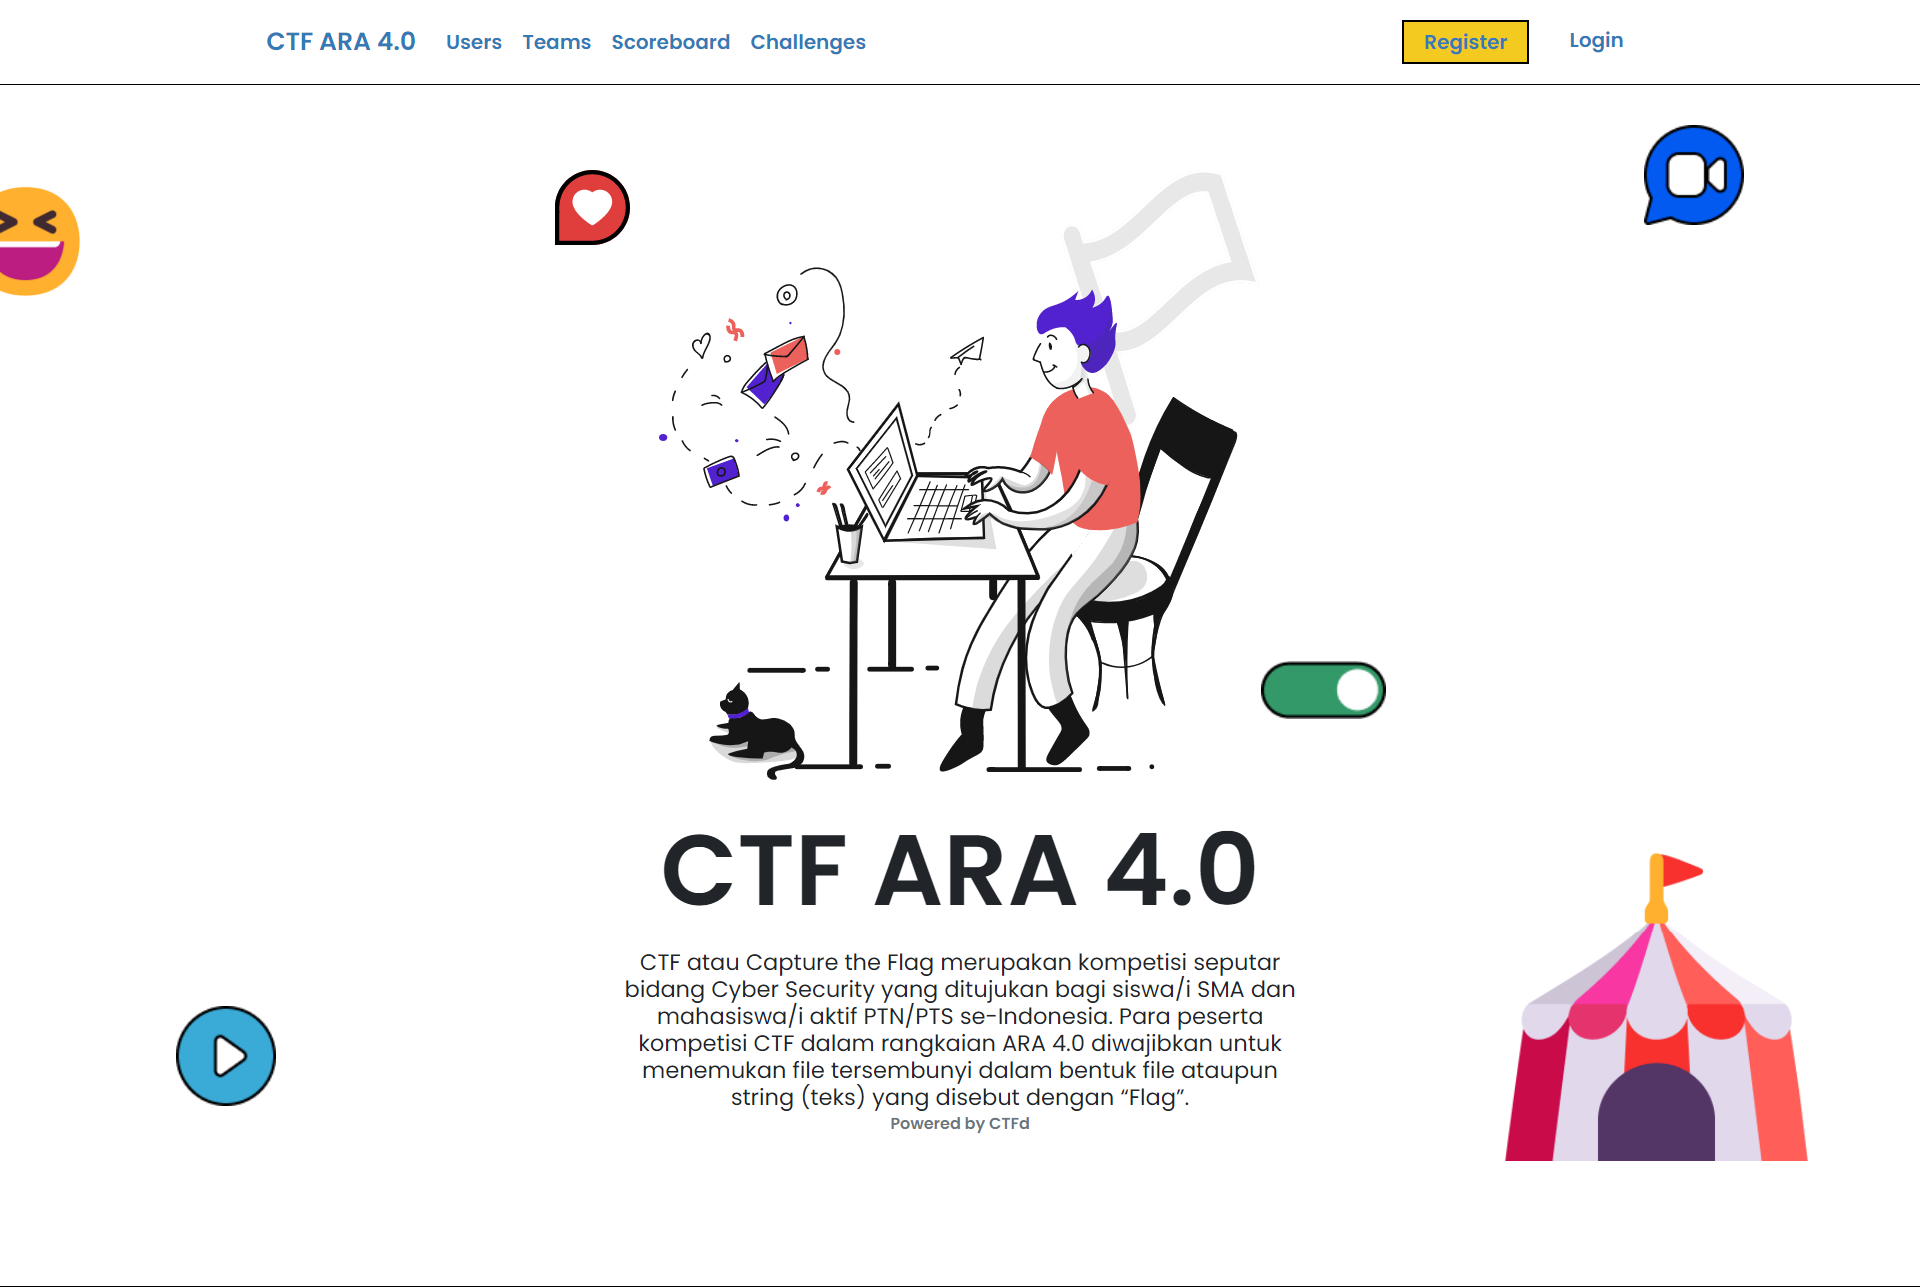 CTF ARA 4.0 Users Teams Scoreboard Challenges Register Login
CTF ARA 4.0
CTF atau Capture the Flag merupakan kompetisi seputar
bidang Cyber Security yang ditujukan bagi siswa/i SMA dan
mahasiswa/i aktif PTN/PTS se-Indonesia. Para peserta
kompetisi CTF dalam rangkaian ARA 4.0 diwajibkan untuk
menemukan file tersembunyi dalam bentuk file ataupun
string (teks) yang disebut dengan “Flag”.
Powered by CTFd